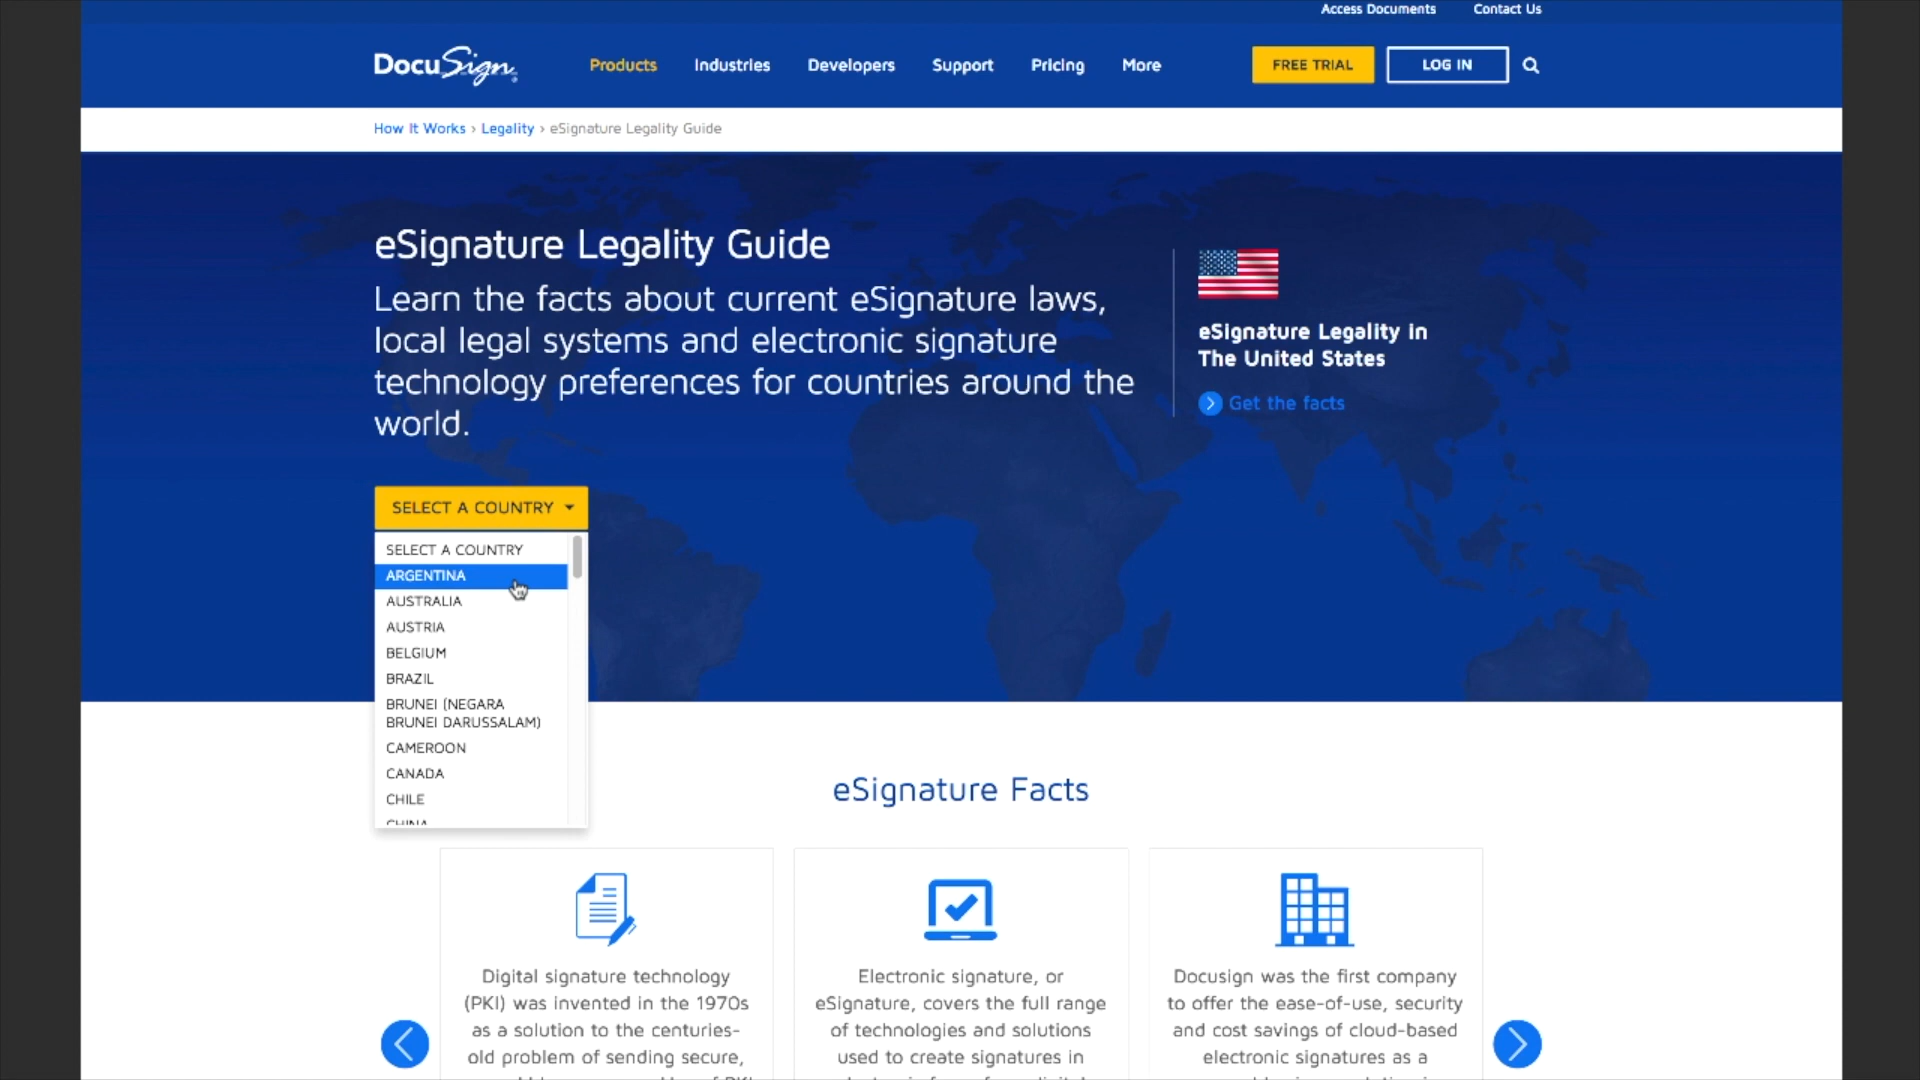 Access Documents
Contact Us
DocuSign
Products
Industries
Developers
Support
Pricing
More
FREE TRIAL
LOG IN
How It Works › Legality › eSignature Legality Guide
eSignature Legality Guide
Learn the facts about current eSignature laws,
local legal systems and electronic signature
technology preferences for countries around the
world.
eSignature Legality in
The United States
Get the facts
SELECT A COUNTRY
SELECT A COUNTRY
ARGENTINA
AUSTRALIA
AUSTRIA
BELGIUM
BRAZIL
BRUNEI (NEGARA
BRUNEI DARUSSALAM)
CAMEROON
CANADA
CHILE
CHINA
eSignature Facts
Digital signature technology
(PKI) was invented in the 1970s
as a solution to the centuries-
old problem of sending secure,
Electronic signature, or
eSignature, covers the full range
of technologies and solutions
used to create signatures in
Docusign was the first company
to offer the ease-of-use, security
and cost savings of cloud-based
electronic signatures as a